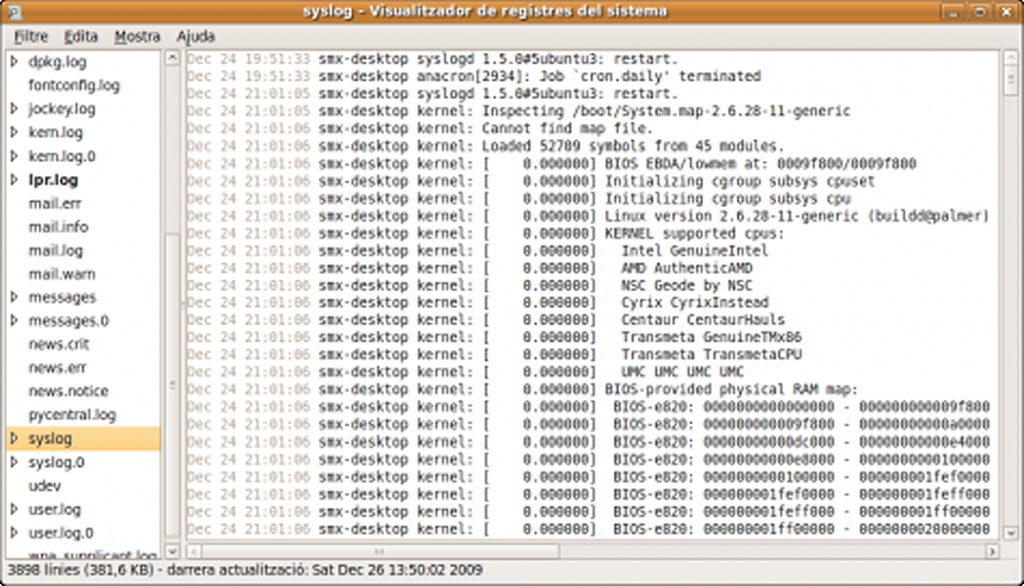 syslog - Visualitzador de registres del sistema
Filtre Edita Mostra Ajuda
dpkg.log
fontconfig.log
jockey.log
kern.log
kern.log.0
lpr.log
mail.err
mail.info
mail.log
mail.warn
messages
messages.0
news.crit
news.err
news.notice
pycentral.log
syslog
syslog.0
udev
user.log
user.log.0
wpa_supplicant.log
Dec 24 19:51:33 smx-desktop syslogd 1.5.0#5ubuntu3: restart.
Dec 24 19:51:33 smx-desktop anacron[2934]: Job `cron.daily' terminated
Dec 24 21:01:05 smx-desktop syslogd 1.5.0#5ubuntu3: restart.
Dec 24 21:01:05 smx-desktop kernel: Inspecting /boot/System.map-2.6.28-11-generic
Dec 24 21:01:06 smx-desktop kernel: Cannot find map file.
Dec 24 21:01:06 smx-desktop kernel: Loaded 52709 symbols from 45 modules.
Dec 24 21:01:06 smx-desktop kernel: [    0.000000] BIOS EBDA/lowmem at: 0009f800/0009f800
Dec 24 21:01:06 smx-desktop kernel: [    0.000000] Initializing cgroup subsys cpuset
Dec 24 21:01:06 smx-desktop kernel: [    0.000000] Initializing cgroup subsys cpu
Dec 24 21:01:06 smx-desktop kernel: [    0.000000] Linux version 2.6.28-11-generic (buildd@palmer)
Dec 24 21:01:06 smx-desktop kernel: [    0.000000] KERNEL supported cpus:
Dec 24 21:01:06 smx-desktop kernel: [    0.000000]   Intel GenuineIntel
Dec 24 21:01:06 smx-desktop kernel: [    0.000000]   AMD AuthenticAMD
Dec 24 21:01:06 smx-desktop kernel: [    0.000000]   NSC Geode by NSC
Dec 24 21:01:06 smx-desktop kernel: [    0.000000]   Cyrix CyrixInstead
Dec 24 21:01:06 smx-desktop kernel: [    0.000000]   Centaur CentaurHauls
Dec 24 21:01:06 smx-desktop kernel: [    0.000000]   Transmeta GenuineTMx86
Dec 24 21:01:06 smx-desktop kernel: [    0.000000]   Transmeta TransmetaCPU
Dec 24 21:01:06 smx-desktop kernel: [    0.000000]   UMC UMC UMC UMC
Dec 24 21:01:06 smx-desktop kernel: [    0.000000] BIOS-provided physical RAM map:
Dec 24 21:01:06 smx-desktop kernel: [    0.000000]  BIOS-e820: 0000000000000000 - 000000000009f800
Dec 24 21:01:06 smx-desktop kernel: [    0.000000]  BIOS-e820: 000000000009f800 - 00000000000a0000
Dec 24 21:01:06 smx-desktop kernel: [    0.000000]  BIOS-e820: 00000000000dc000 - 00000000000e4000
Dec 24 21:01:06 smx-desktop kernel: [    0.000000]  BIOS-e820: 00000000000e8000 - 0000000000100000
Dec 24 21:01:06 smx-desktop kernel: [    0.000000]  BIOS-e820: 0000000000100000 - 000000001fef0000
Dec 24 21:01:06 smx-desktop kernel: [    0.000000]  BIOS-e820: 000000001fef0000 - 000000001feff000
Dec 24 21:01:06 smx-desktop kernel: [    0.000000]  BIOS-e820: 000000001feff000 - 000000001ff00000
Dec 24 21:01:06 smx-desktop kernel: [    0.000000]  BIOS-e820: 000000001ff00000 - 0000000020000000
3898 línies (381,6 KB) - darrera actualització: Sat Dec 26 13:50:02 2009